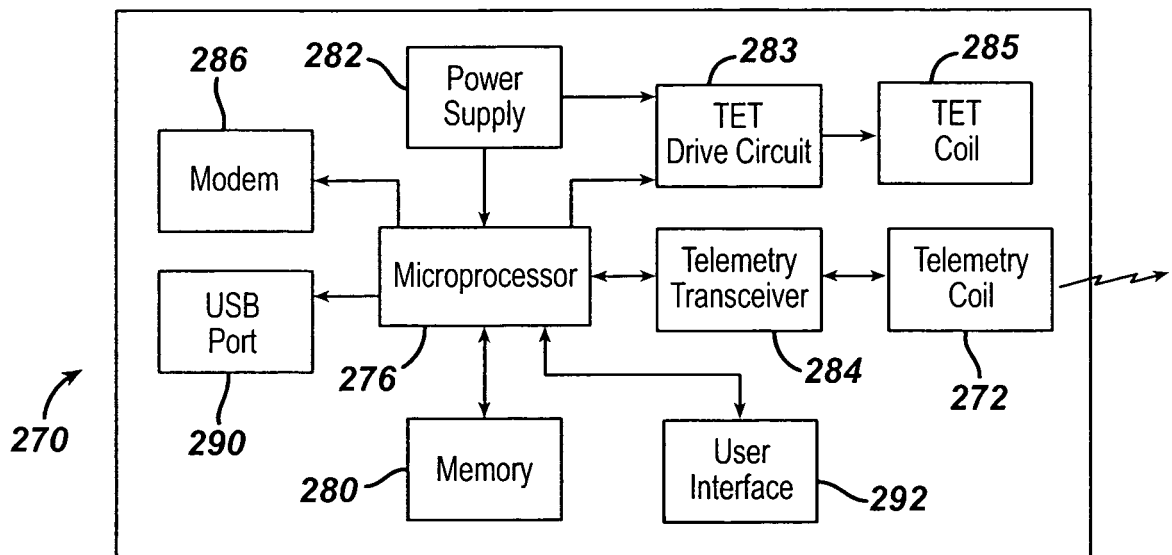 286
282
283
285
Power
Supply
TET
Drive Circuit
TET
Coil
Modem
Microprocessor
Telemetry
Transceiver
Telemetry
Coil
USB
Port
276
284
272
270
290
280
Memory
User
Interface
292